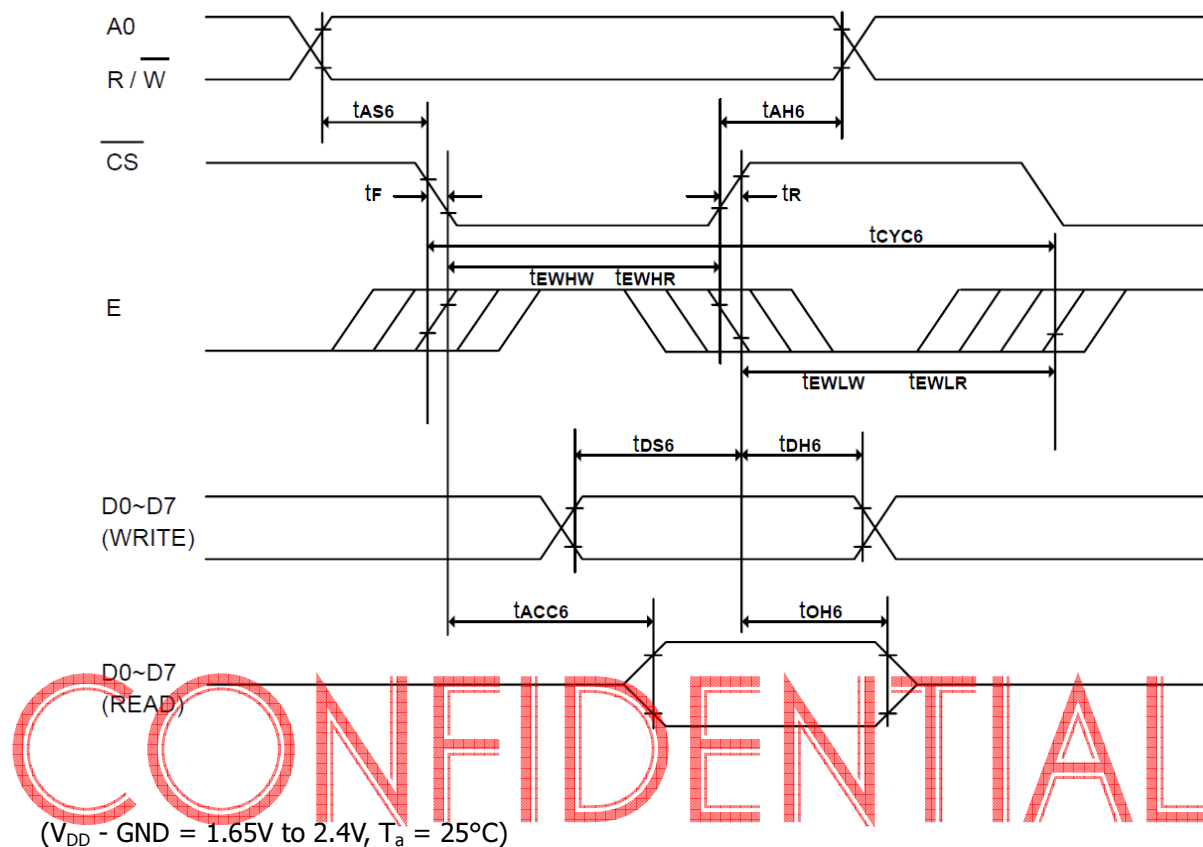 A0
R / W
tAS6
tAH6
CS
tF
tR
tCYC6
tEWHW tEWHR
E
tEWLW tEWLR
tDS6
tDH6
D0~D7
(WRITE)
tACC6
tOH6
D0~D7
(READ)
CONFIDENTIAL
(VDD - GND = 1.65V to 2.4V, Ta = 25°C)